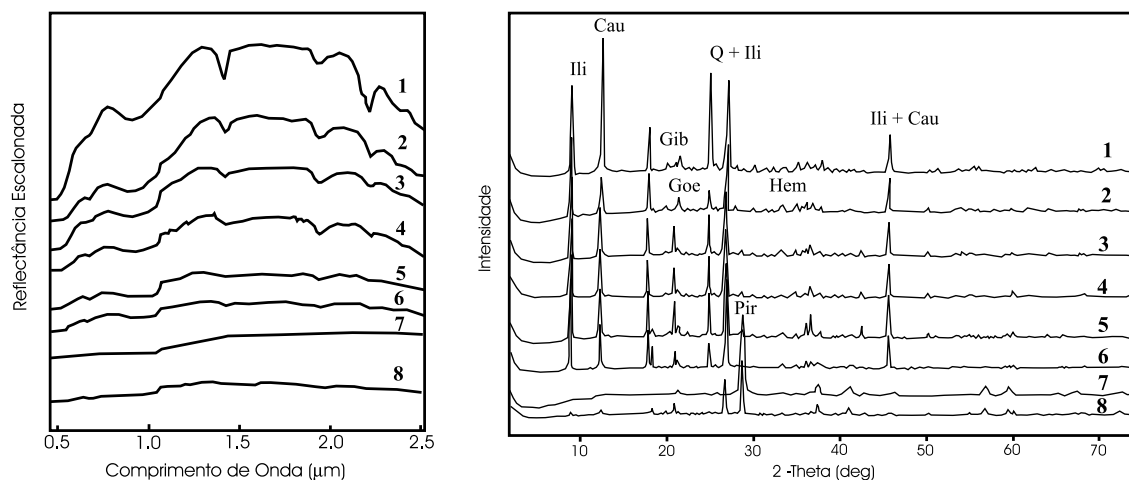 Reflectância Escalonada
1
2
3
4
5
6
7
8
0.5 1.0 1.5 2.0 2.5
Comprimento de Onda (μm)
Intensidade
Ili
Cau
Gib
Goe
Q + Ili
Pir
Hem
Ili + Cau
1
2
3
4
5
6
7
8
10 20 30 40 50 60 70
2 -Theta (deg)